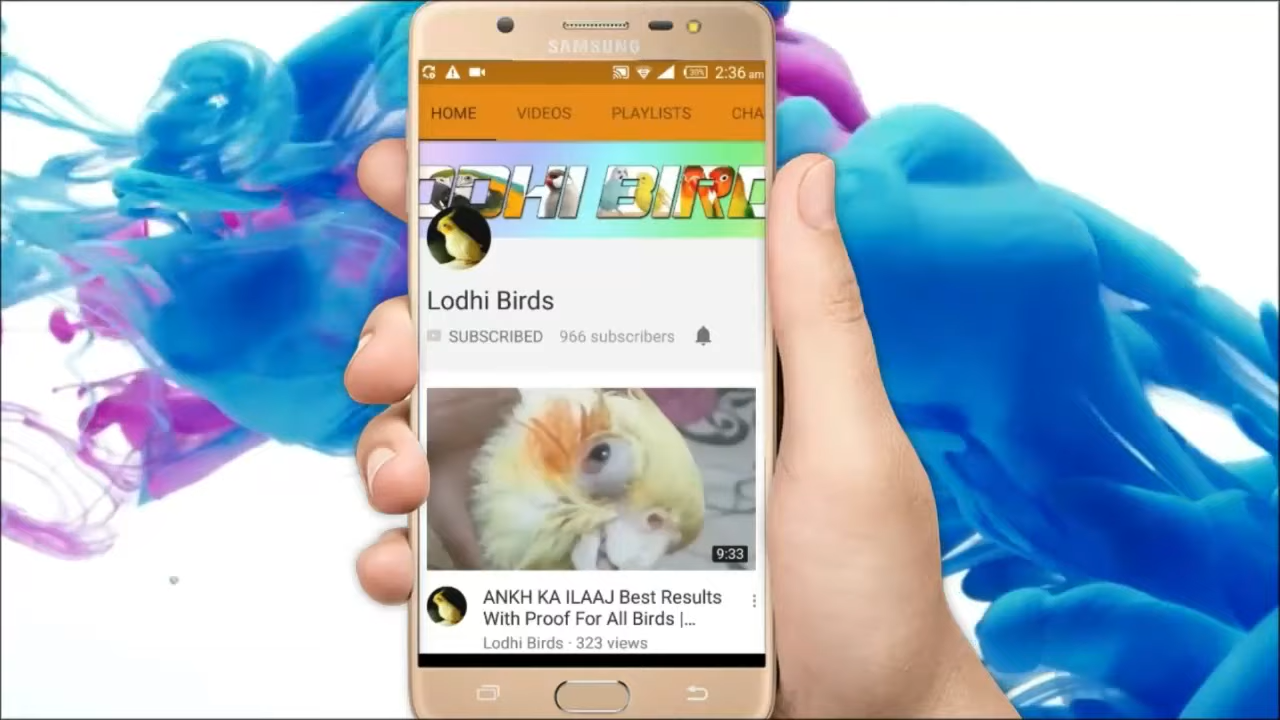 SAMSUNG
2:36 am
HOME VIDEOS PLAYLISTS CHA
ODHI BIRD
Lodhi Birds
SUBSCRIBED 966 subscribers
9:33
ANKH KA ILAAJ Best Results
With Proof For All Birds |...
Lodhi Birds · 323 views